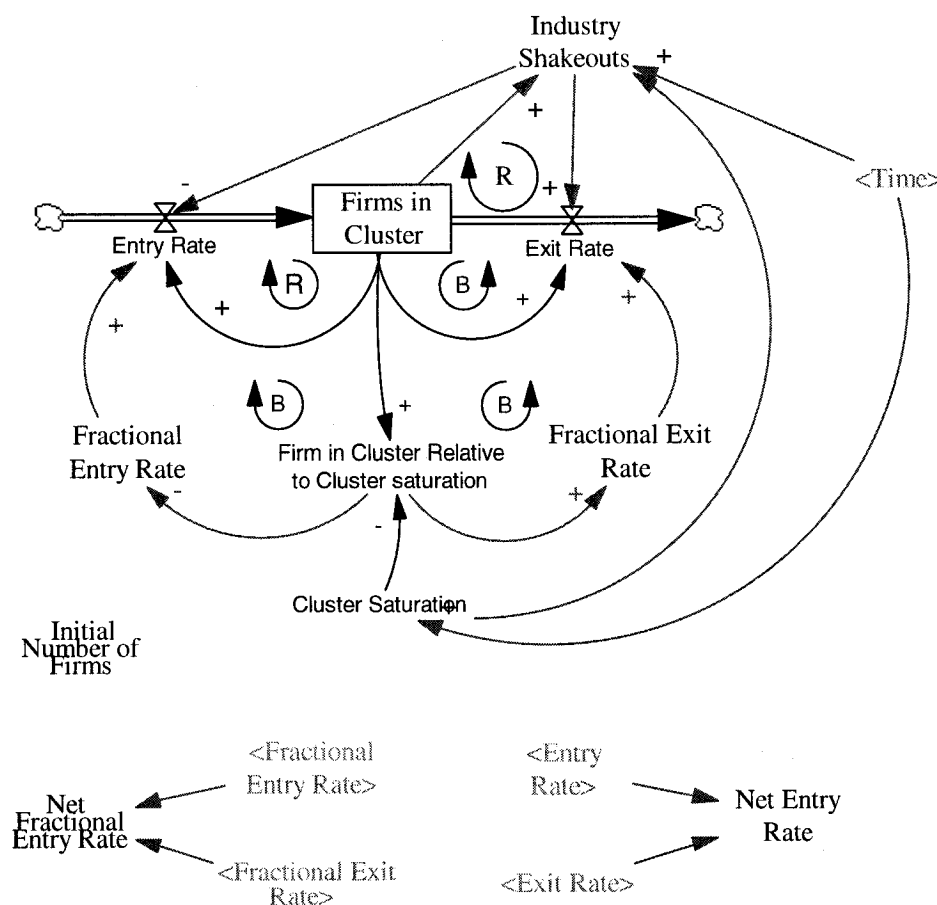 Industry
Shakeouts
+
+
<Time>
-
R
+
Firms in
Cluster
Entry Rate
Exit Rate
R
B
+
+
+
+
B
B
+
Fractional
Entry Rate
Firm in Cluster Relative
to Cluster saturation
Fractional Exit
Rate
-
+
-
Cluster Saturation
+
Initial
Number of
Firms
<Fractional
Entry Rate>
<Entry
Rate>
Net
Fractional
Entry Rate
Net Entry
Rate
<Fractional Exit
Rate>
<Exit Rate>